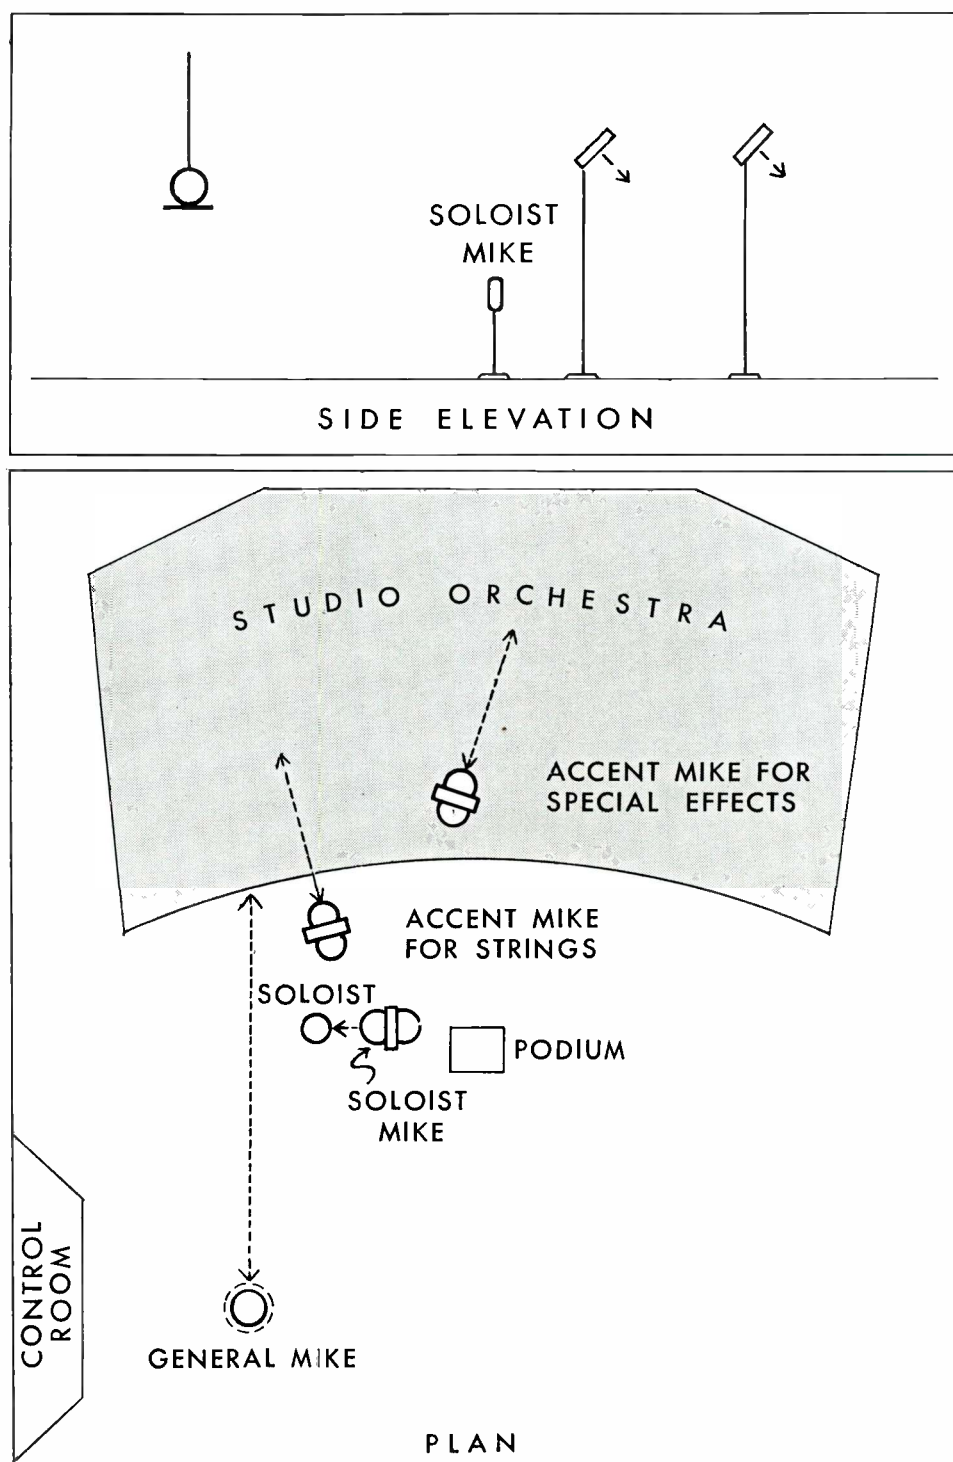 SOLOIST
MIKE
SIDE ELEVATION
STUDIO ORCHESTRA
ACCENT MIKE FOR
SPECIAL EFFECTS
ACCENT MIKE
FOR STRINGS
SOLOIST
PODIUM
SOLOIST
MIKE
CONTROL
ROOM
GENERAL MIKE
PLAN